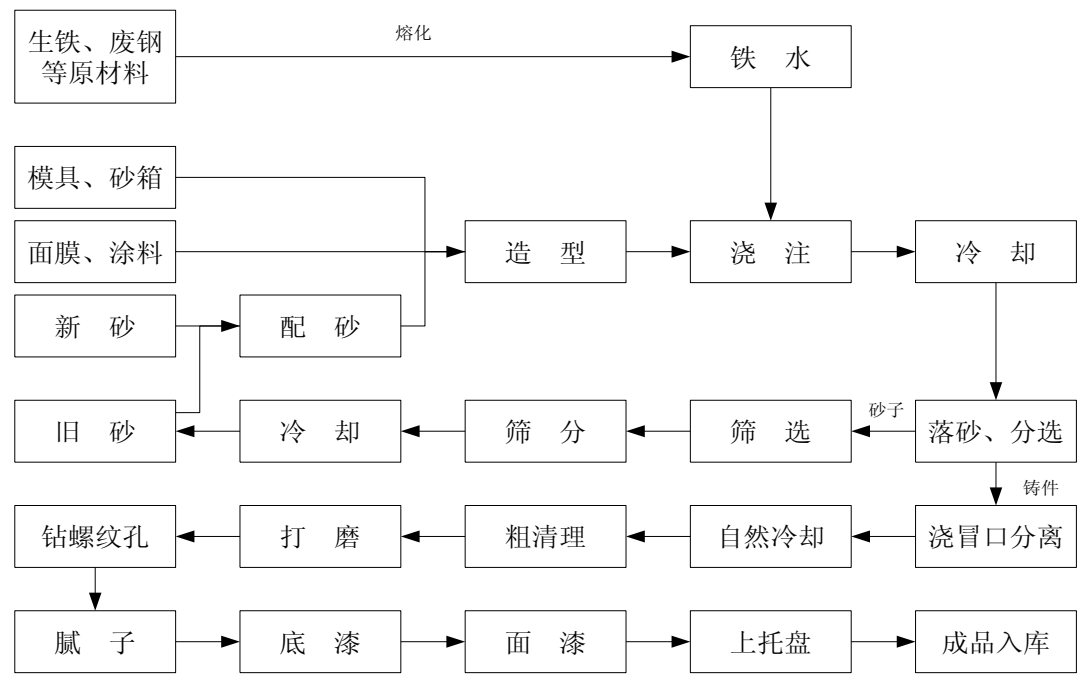 生铁、废钢
等原材料
熔化
铁 水
模具、砂箱
面膜、涂料
造 型
浇 注
冷 却
新 砂
配 砂
旧 砂
冷 却
筛 分
筛 选
砂子
落砂、分选
铸件
钻螺纹孔
打 磨
粗清理
自然冷却
浇冒口分离
腻 子
底 漆
面 漆
上托盘
成品入库